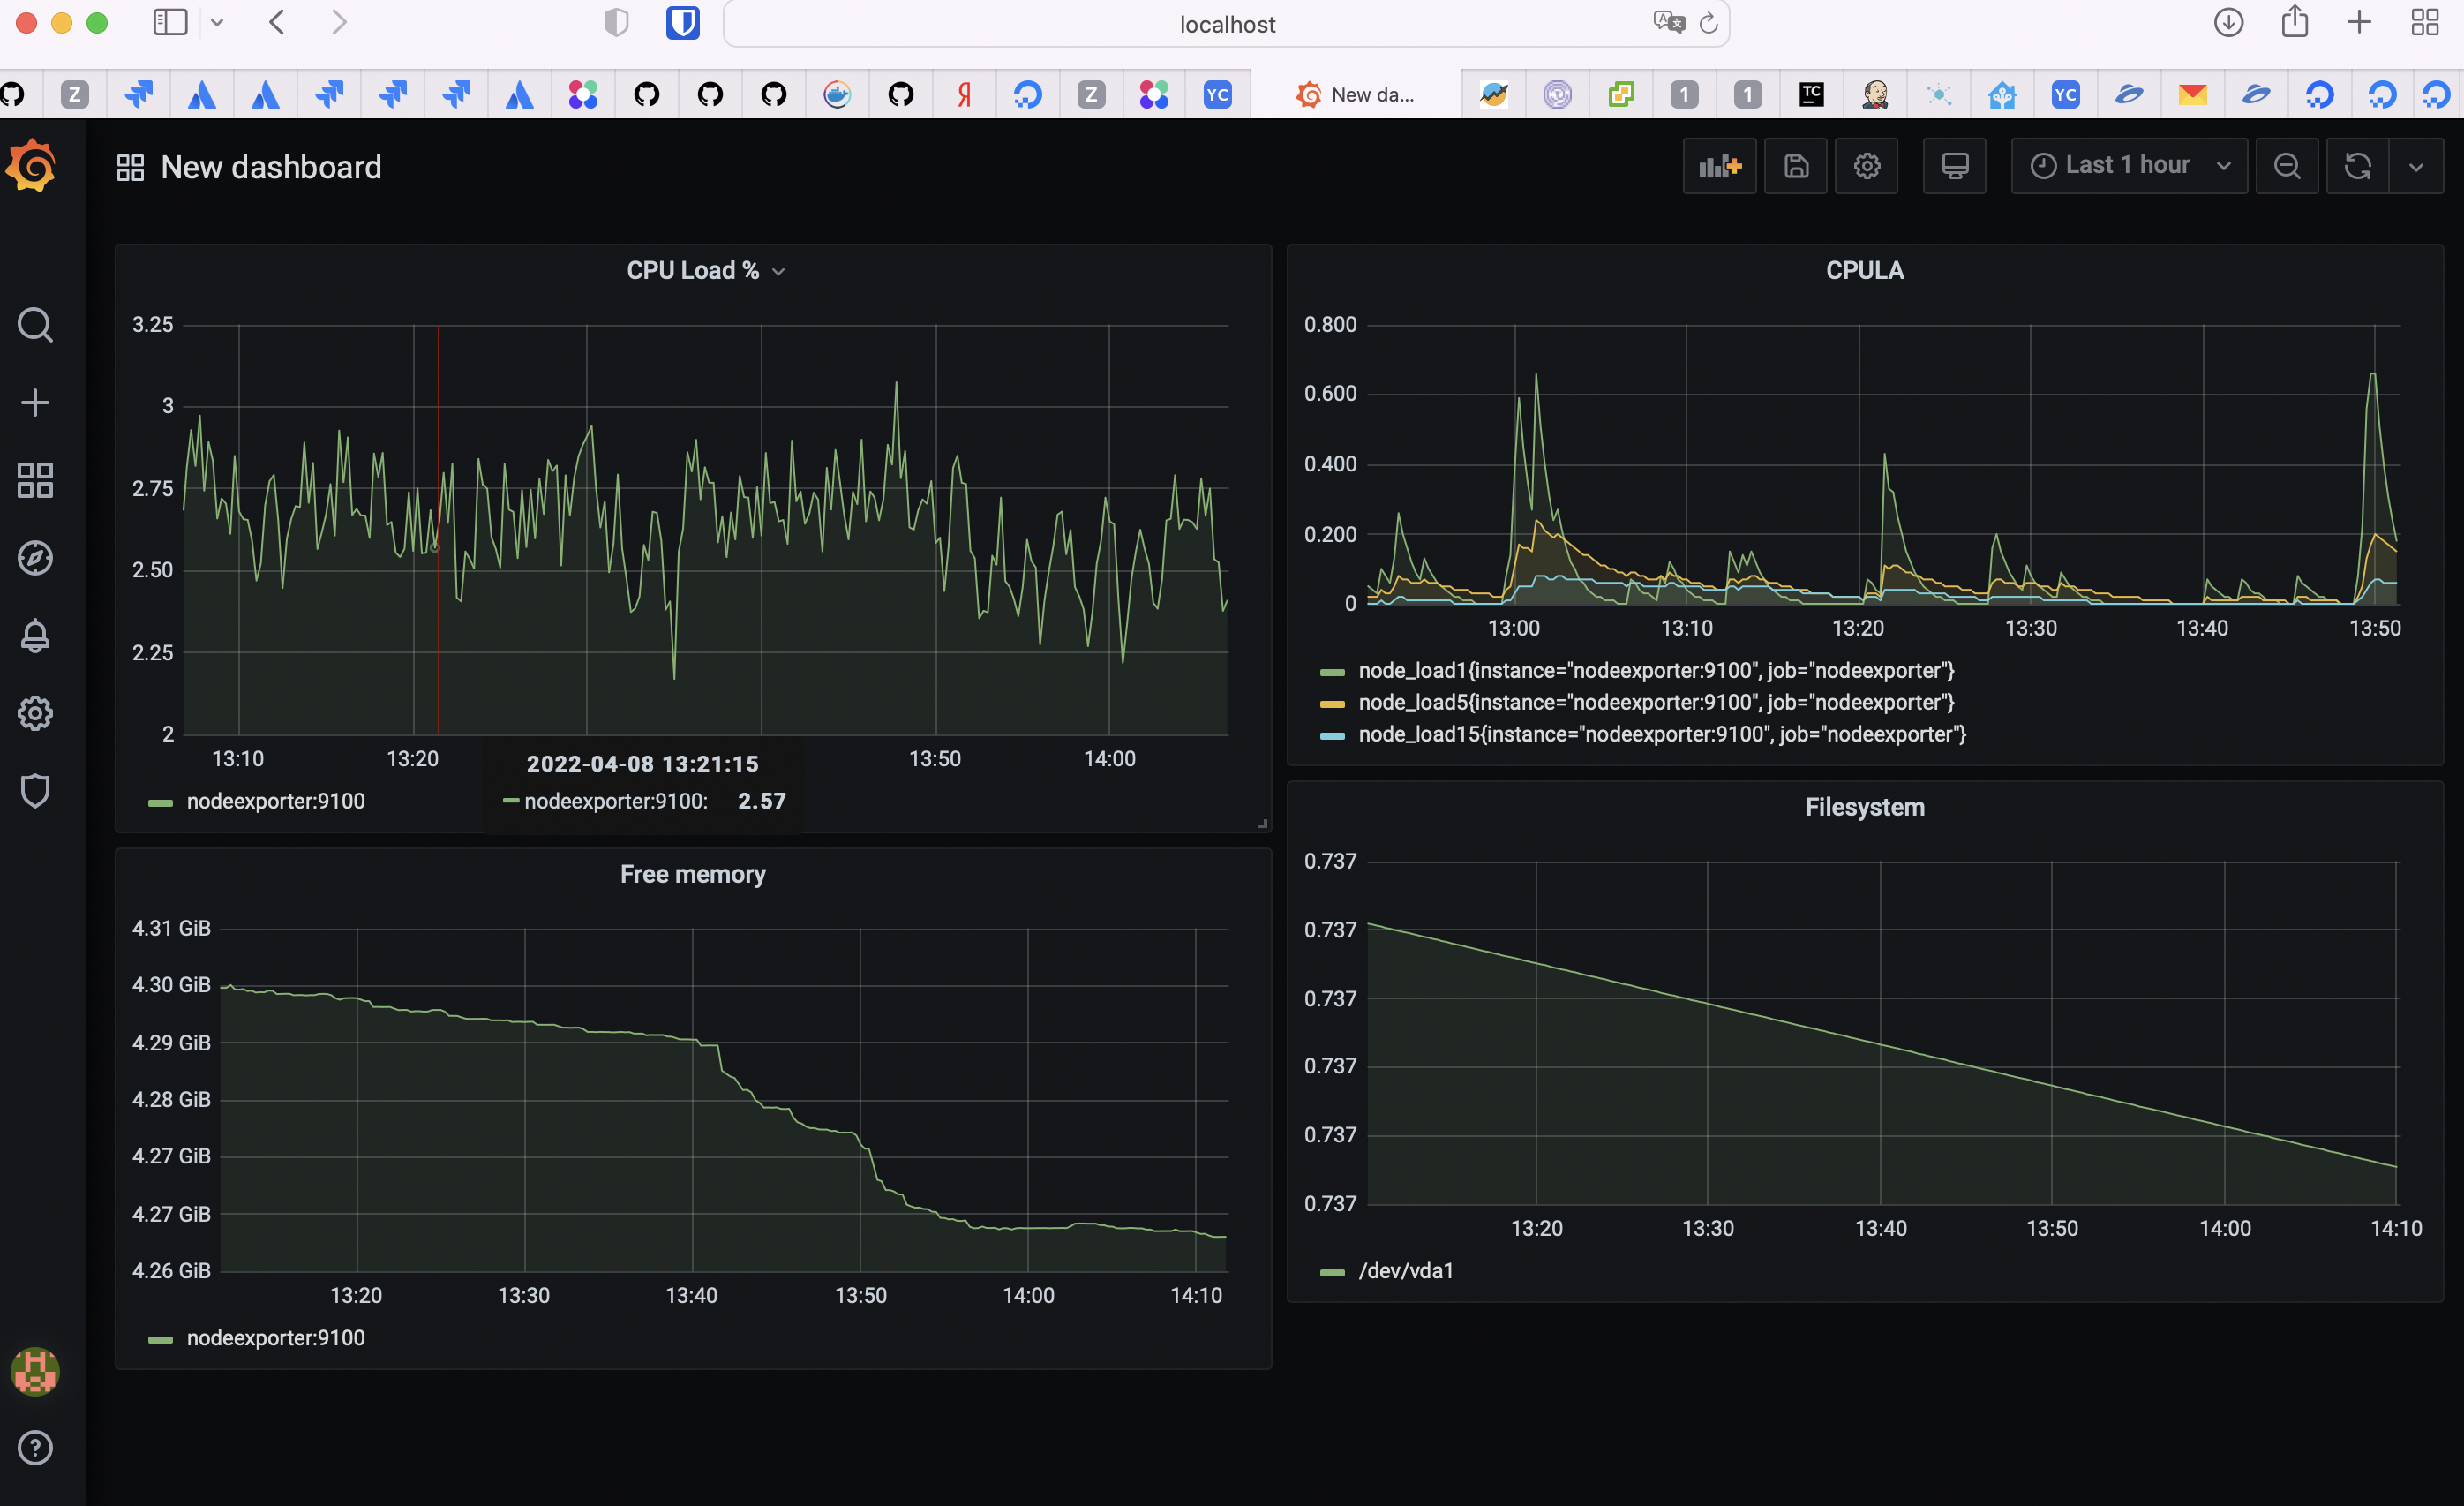 localhost
Z
Я
Z
YC
New da...
1
1
TC
YC
New dashboard
Last 1 hour
CPU Load %
3.25
3
2.75
2.50
2.25
2
13:10
13:20
13:50
14:00
2022-04-08 13:21:15
nodeexporter:9100: 2.57
nodeexporter:9100
CPULA
0.800
0.600
0.400
0.200
0
13:00
13:10
13:20
13:30
13:40
13:50
node_load1{instance="nodeexporter:9100", job="nodeexporter"}
node_load5{instance="nodeexporter:9100", job="nodeexporter"}
node_load15{instance="nodeexporter:9100", job="nodeexporter"}
Free memory
4.31 GiB
4.30 GiB
4.29 GiB
4.28 GiB
4.27 GiB
4.27 GiB
4.26 GiB
13:20
13:30
13:40
13:50
14:00
14:10
nodeexporter:9100
Filesystem
0.737
0.737
0.737
0.737
0.737
0.737
13:20
13:30
13:40
13:50
14:00
14:10
/dev/vda1